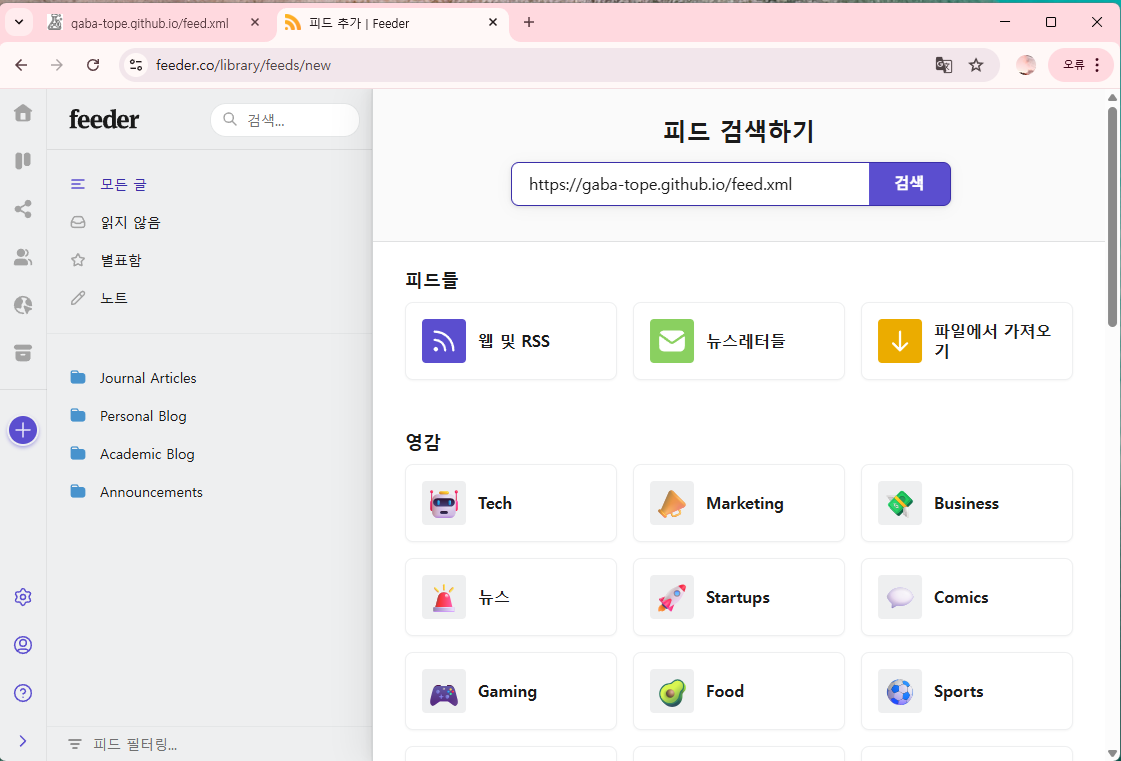 gaba-tope.github.io/feed.xml
피드 추가 | Feeder
feeder.co/library/feeds/new
오류
feeder
검색...
모든 글
읽지 않음
별표함
노트
Journal Articles
Personal Blog
Academic Blog
Announcements
피드 필터링...
피드 검색하기
https://gaba-tope.github.io/feed.xml
검색
피드들
웹 및 RSS
뉴스레터들
파일에서 가져오
기
영감
Tech
Marketing
Business
뉴스
Startups
Comics
Gaming
Food
Sports